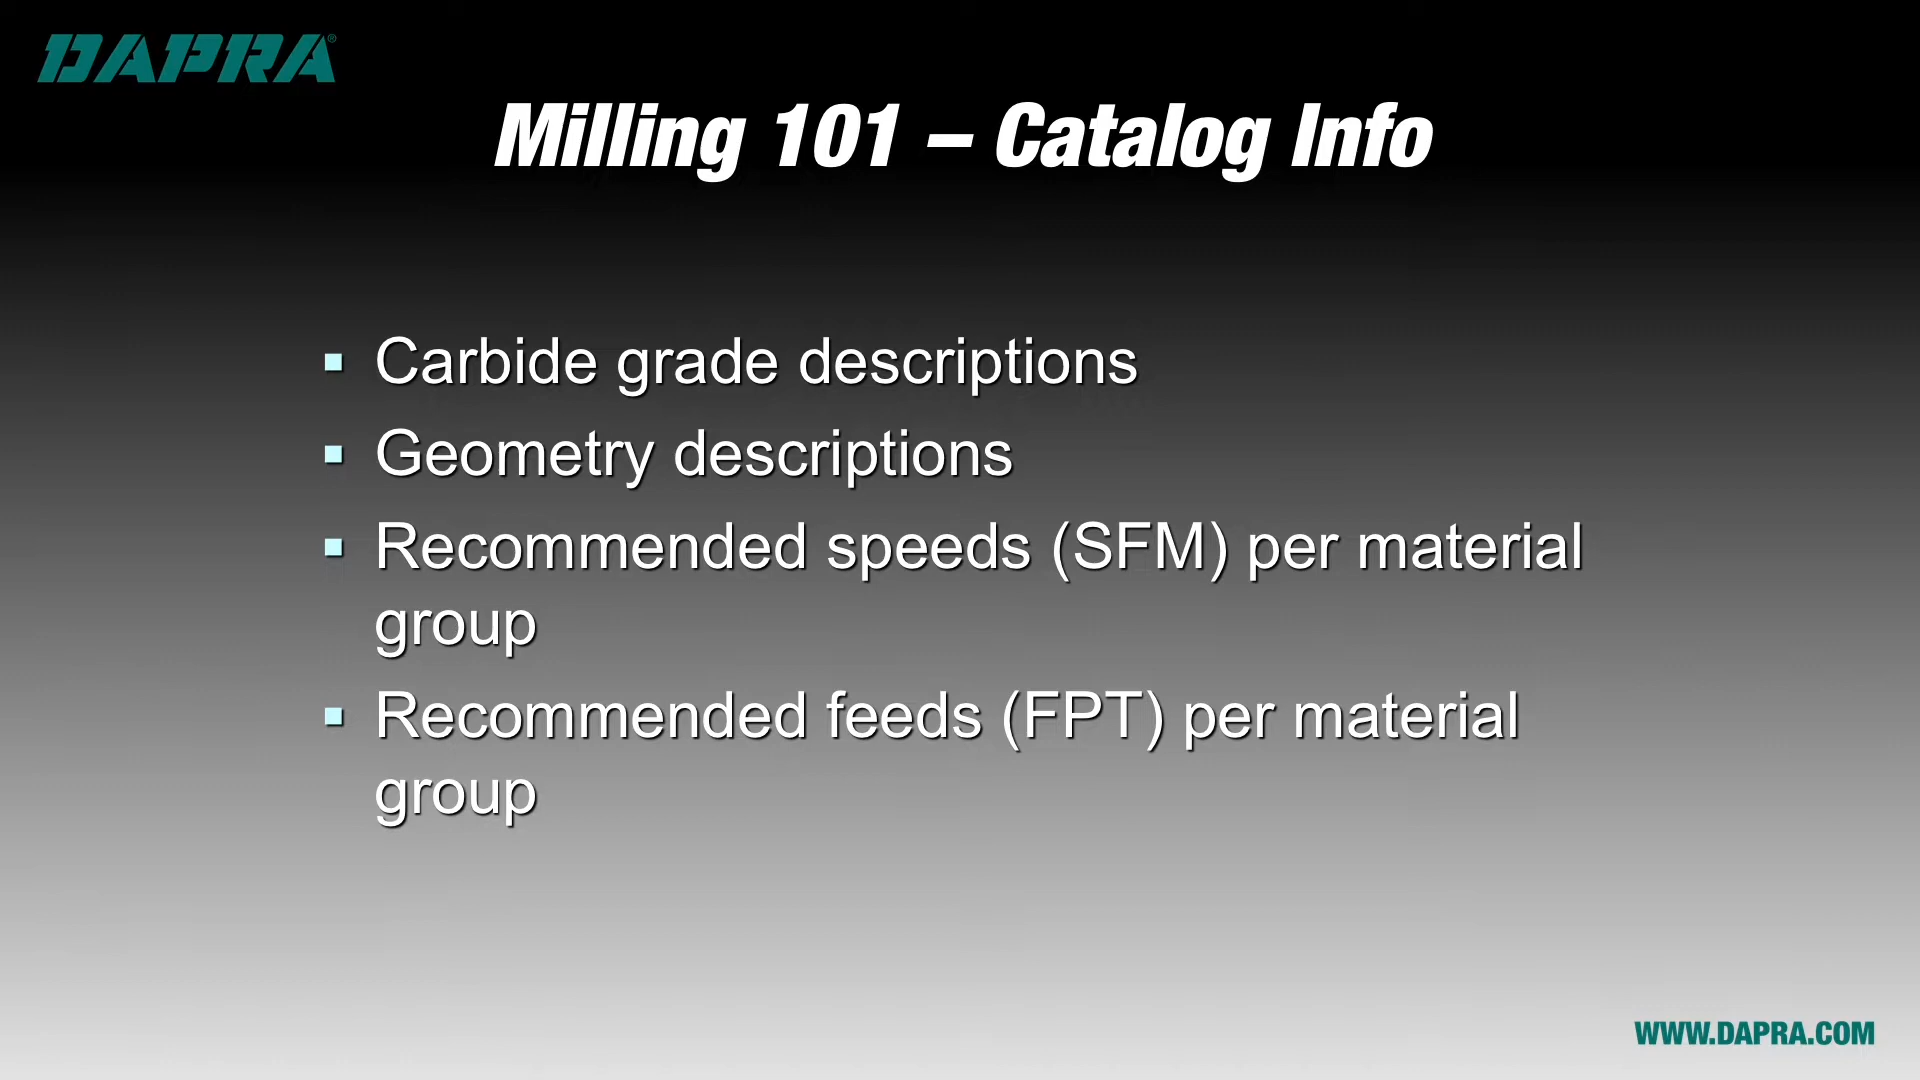 DAPRA®
Milling 101 – Catalog Info
▪ Carbide grade descriptions
▪ Geometry descriptions
▪ Recommended speeds (SFM) per material
group
▪ Recommended feeds (FPT) per material
group
WWW.DAPRA.COM